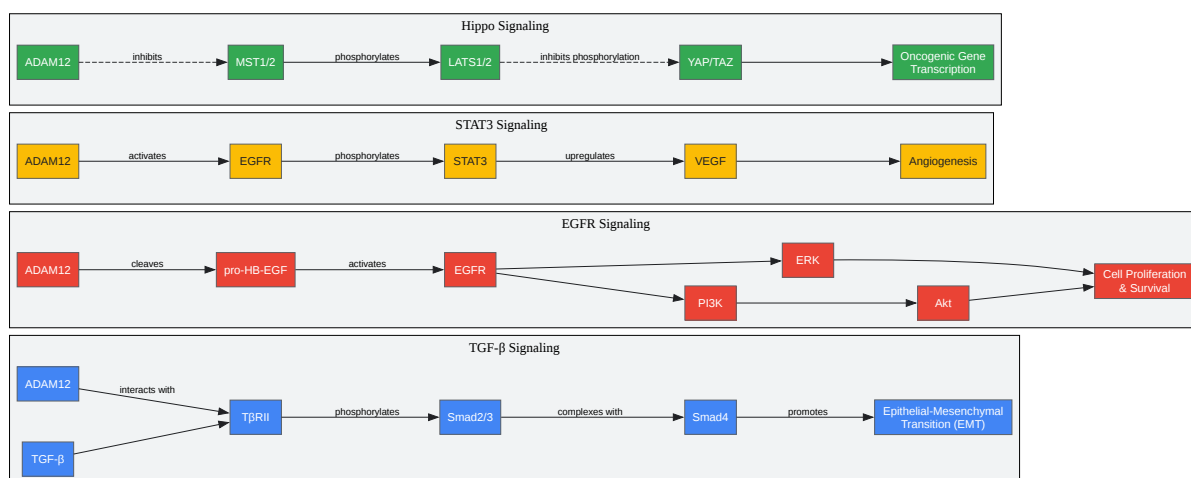 Hippo Signaling
ADAM12
inhibits
MST1/2
phosphorylates
LATS1/2
inhibits phosphorylation
YAP/TAZ
Oncogenic Gene
Transcription
STAT3 Signaling
ADAM12
activates
EGFR
phosphorylates
STAT3
upregulates
VEGF
Angiogenesis
EGFR Signaling
ADAM12
cleaves
pro-HB-EGF
activates
EGFR
ERK
PI3K
Akt
Cell Proliferation
& Survival
TGF-β Signaling
ADAM12
interacts with
TGF-β
TβRII
phosphorylates
Smad2/3
complexes with
Smad4
promotes
Epithelial-Mesenchymal
Transition (EMT)